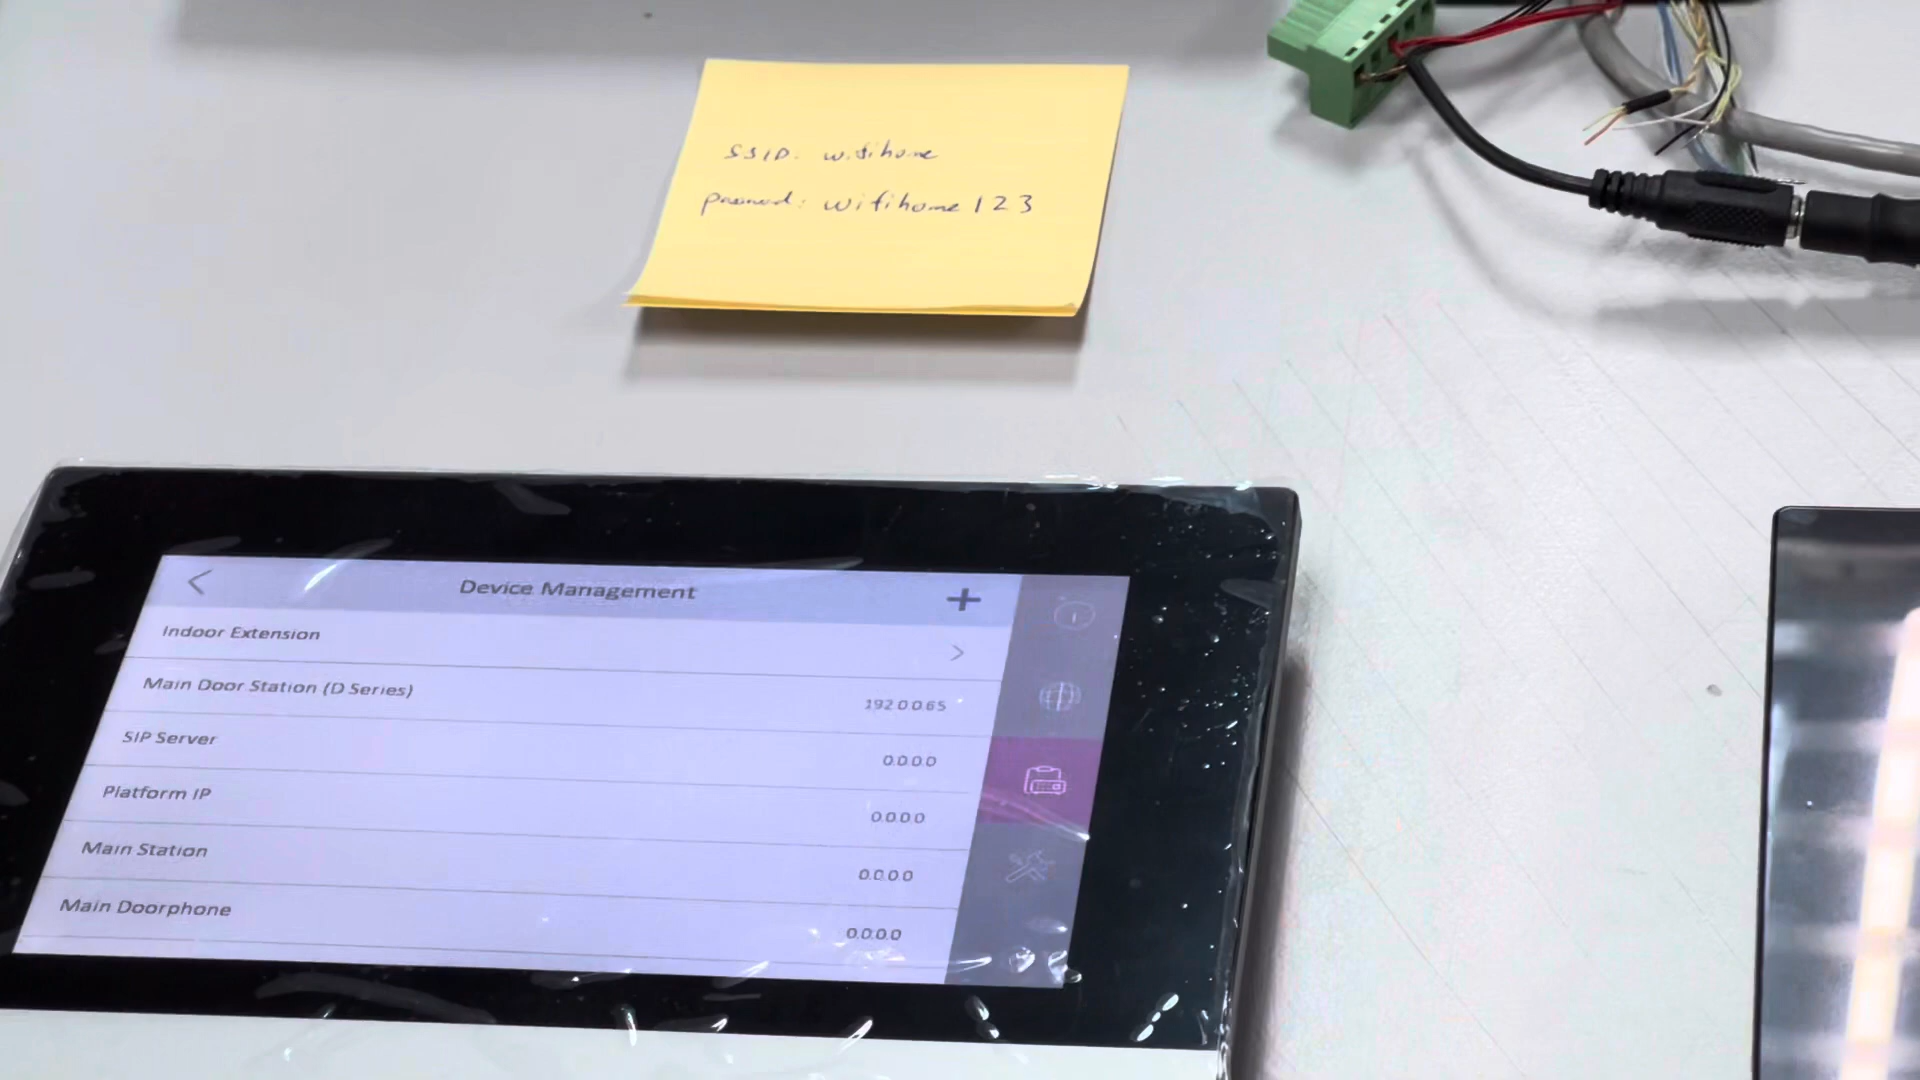 SSID: wifihome
password: wifihome123
Device Management
Indoor Extension
Main Door Station (D Series)
192.0.0.65
SIP Server
0.0.0.0
Platform IP
0.0.0.0
Main Station
0.0.0.0
Main Doorphone
0.0.0.0